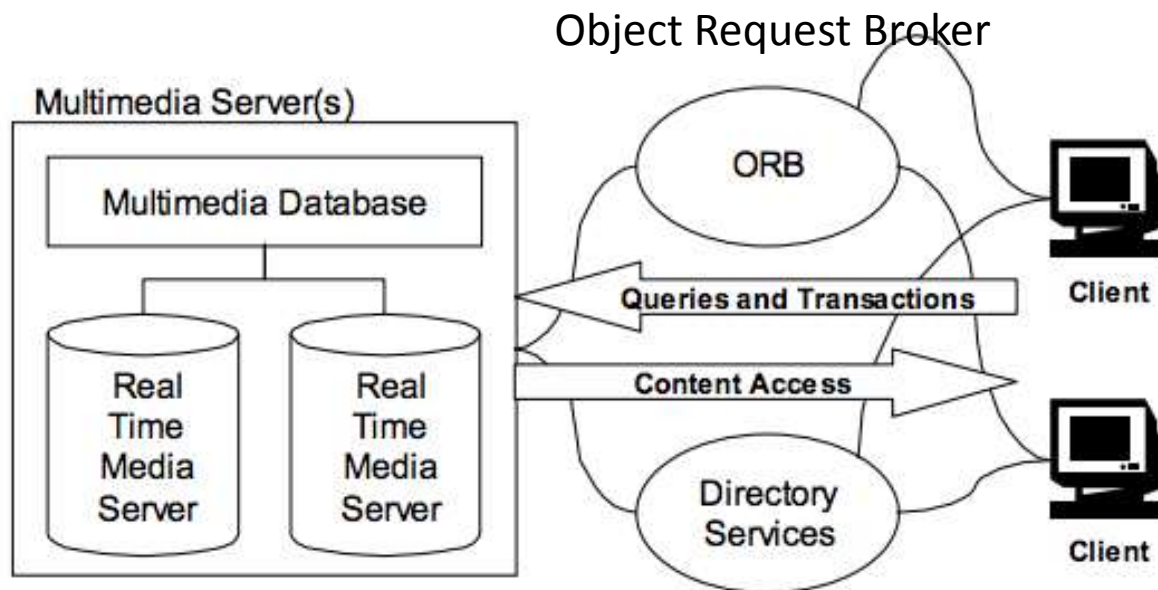 Object Request Broker
Multimedia Server(s)
Multimedia Database
Real
Time
Media
Server
Real
Time
Media
Server
ORB
Queries and Transactions
Content Access
Directory
Services
Client
Client